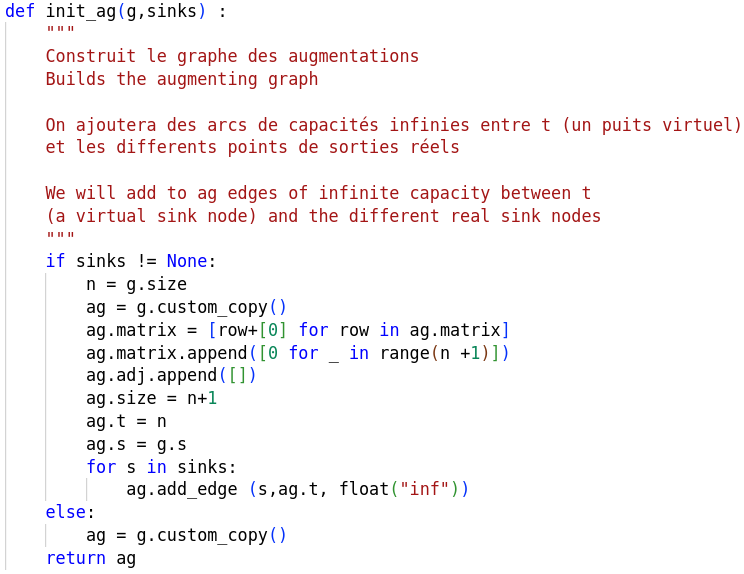 def init_ag(g,sinks) :
    """
    Construit le graphe des augmentations
    Builds the augmenting graph

    On ajoutera des arcs de capacités infinies entre t (un puits virtuel)
    et les differents points de sorties réels

    We will add to ag edges of infinite capacity between t
    (a virtual sink node) and the different real sink nodes
    """
    if sinks != None:
        n = g.size
        ag = g.custom_copy()
        ag.matrix = [row+[0] for row in ag.matrix]
        ag.matrix.append([0 for _ in range(n +1)])
        ag.adj.append([])
        ag.size = n+1
        ag.t = n
        ag.s = g.s
        for s in sinks:
            ag.add_edge (s,ag.t, float("inf"))
    else:
        ag = g.custom_copy()
    return ag